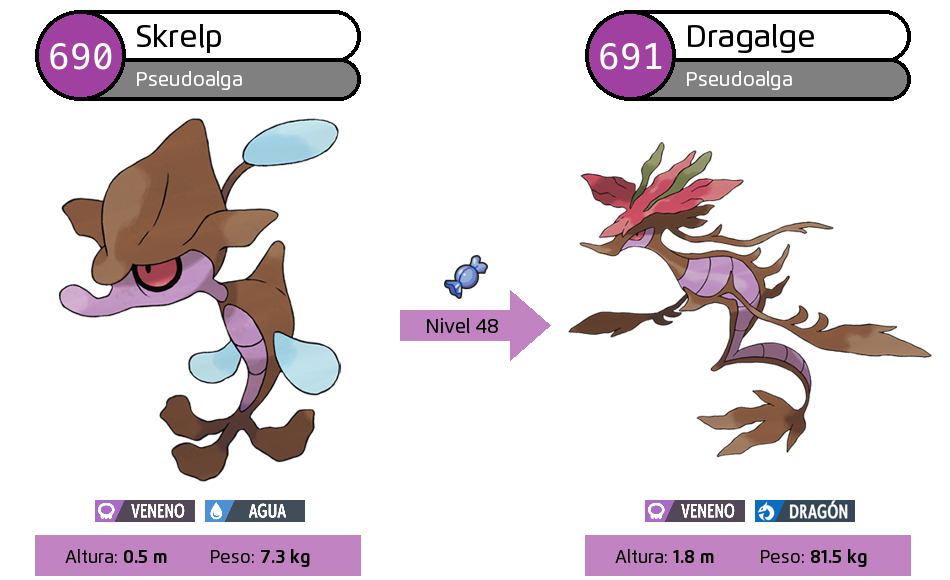 690
Skrelp
Pseudoalga
691
Dragalge
Pseudoalga
Nivel 48
VENENO
AGUA
VENENO
DRAGÓN
Altura: 0.5 m
Peso: 7.3 kg
Altura: 1.8 m
Peso: 81.5 kg